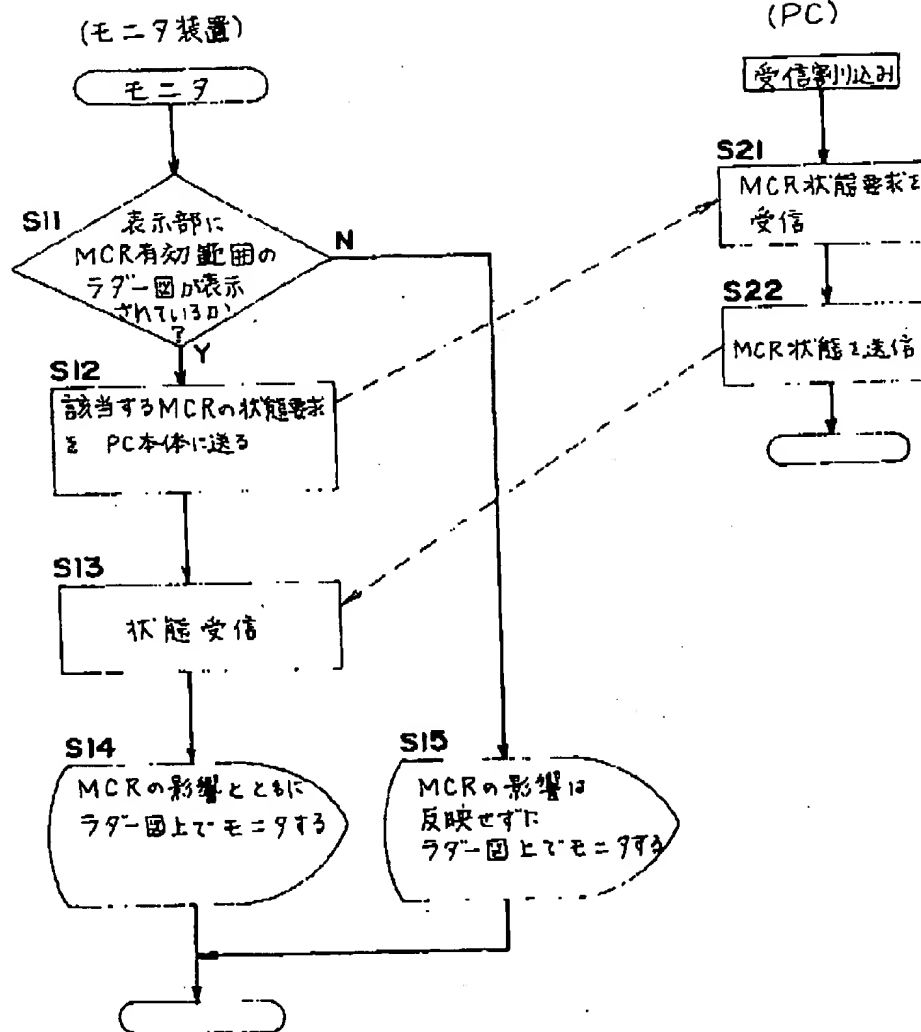 (モニタ装置)
モニタ
S11
表示部に
MCR有効範囲の
ラダー図が表示
されているか
?
N
Y
S12
該当するMCRの状態要求
を PC本体に送る
S13
状態受信
S14
MCRの影響とともに
ラダー図上でモニタする
S15
MCRの影響は
反映せずに
ラダー図上でモニタする
(PC)
受信割り込み
S21
MCR状態要求を
受信
S22
MCR状態を送信